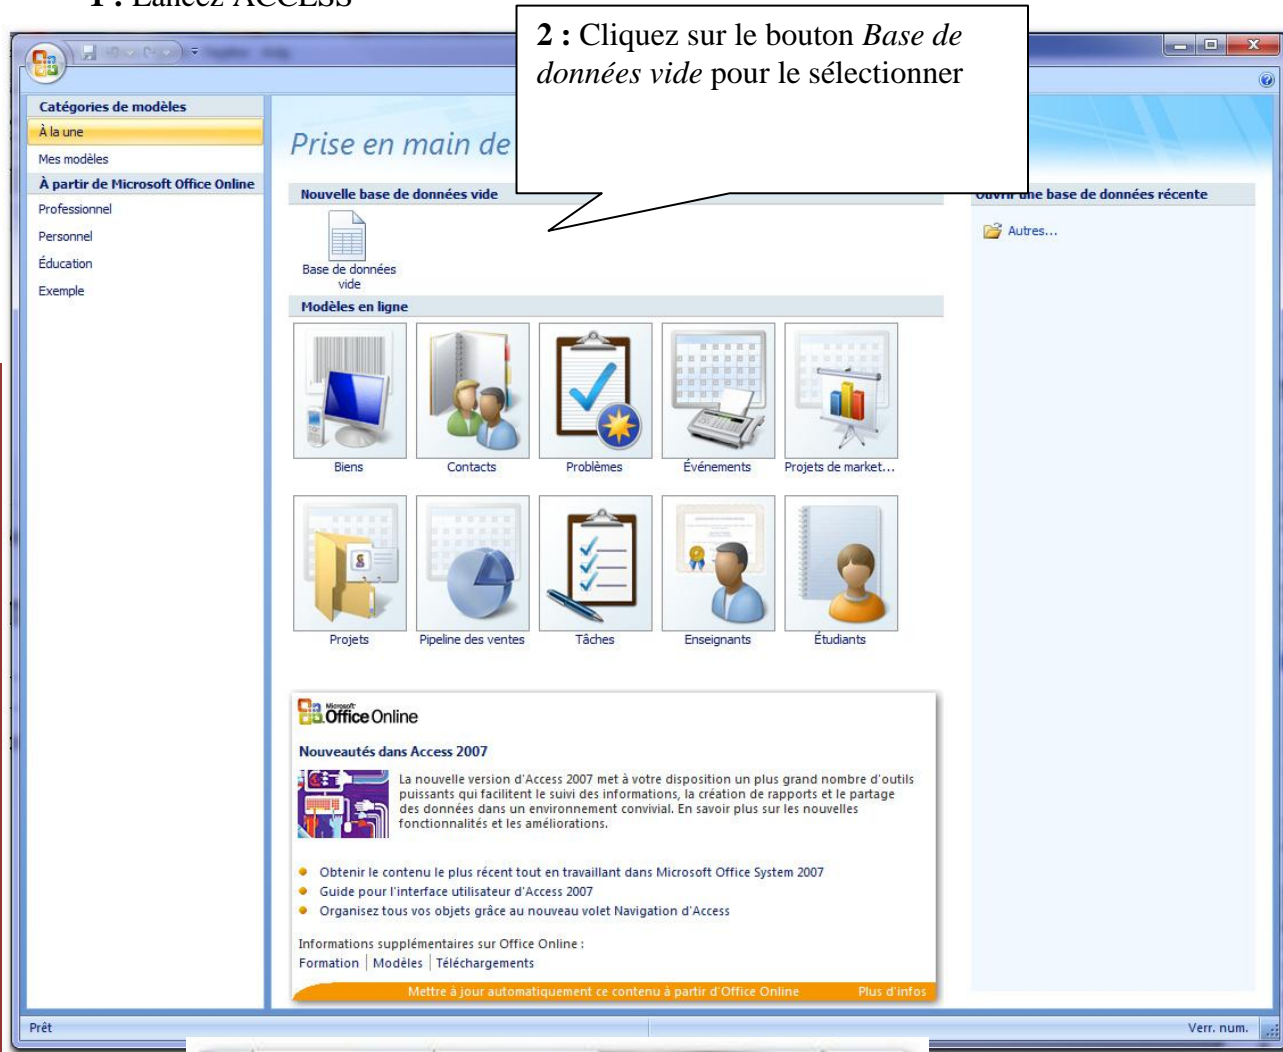 1 : Lancez ACCESS
2 : Cliquez sur le bouton Base de
données vide pour le sélectionner
Catégories de modèles
À la une
Mes modèles
À partir de Microsoft Office Online
Professionnel
Personnel
Éducation
Exemple
Prise en main de
Nouvelle base de données vide
Base de données
vide
Modèles en ligne
Biens
Contacts
Problèmes
Événements
Projets de market...
Projets
Pipeline des ventes
Tâches
Enseignants
Étudiants
Ouvrir une base de données récente
Autres...
Microsoft
Office Online
Nouveautés dans Access 2007
La nouvelle version d'Access 2007 met à votre disposition un plus grand nombre d'outils
puissants qui facilitent le suivi des informations, la création de rapports et le partage
des données dans un environnement convivial. En savoir plus sur les nouvelles
fonctionnalités et les améliorations.
Obtenir le contenu le plus récent tout en travaillant dans Microsoft Office System 2007
Guide pour l'interface utilisateur d'Access 2007
Organisez tous vos objets grâce au nouveau volet Navigation d'Access
Informations supplémentaires sur Office Online :
Formation | Modèles | Téléchargements
Mettre à jour automatiquement ce contenu à partir d'Office Online Plus d'infos
Prêt
Verr. num.